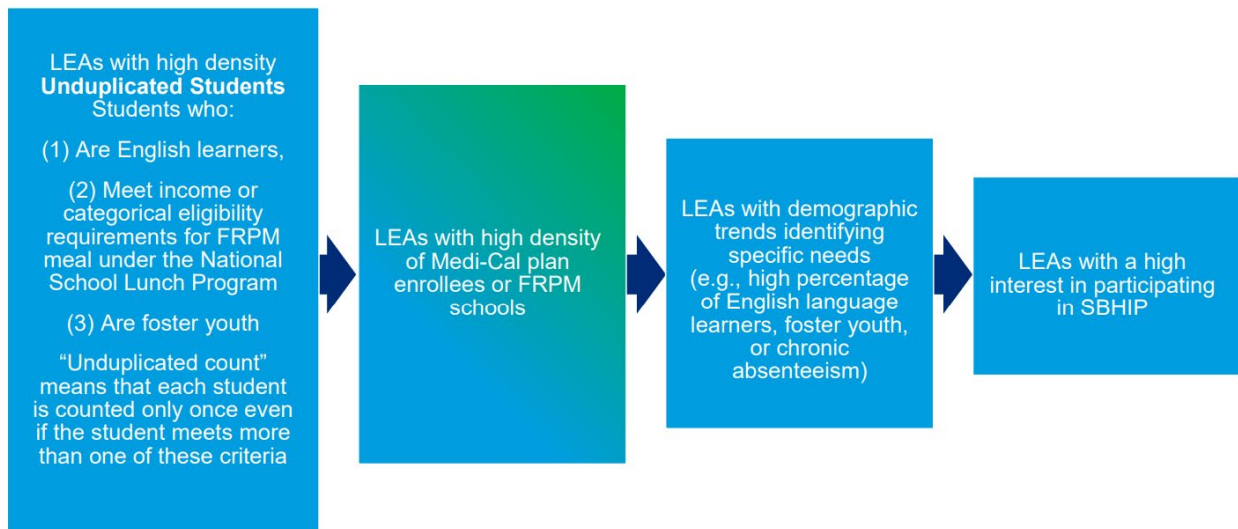 LEAs with high density
Unduplicated Students
Students who:
(1) Are English learners,
(2) Meet income or
categorical eligibility
requirements for FRPM
meal under the National
School Lunch Program
(3) Are foster youth
“Unduplicated count”
means that each student
is counted only once even
if the student meets more
than one of these criteria
LEAs with high density
of Medi-Cal plan
enrollees or FRPM
schools
LEAs with demographic
trends identifying
specific needs
(e.g., high percentage
of English language
learners, foster youth,
or chronic
absenteeism)
LEAs with a high
interest in participating
in SBHIP